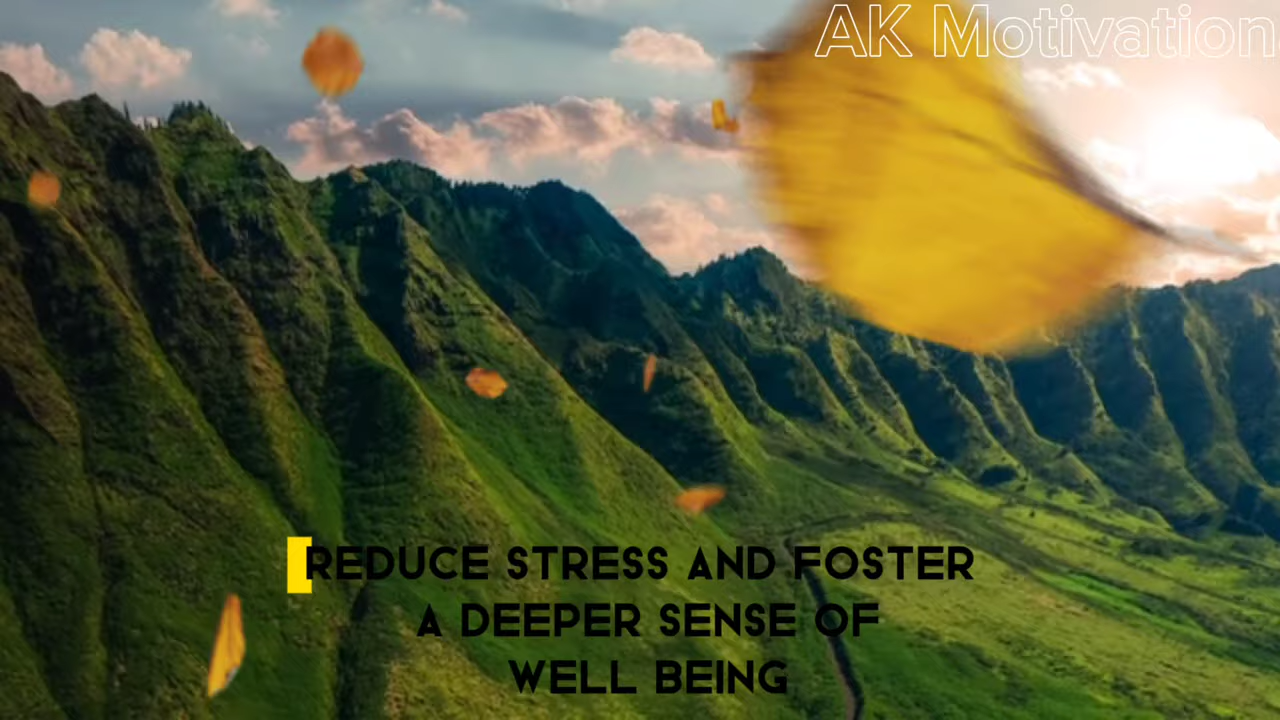 AK Motivation
REDUCE STRESS AND FOSTER
A DEEPER SENSE OF
WELL BEING